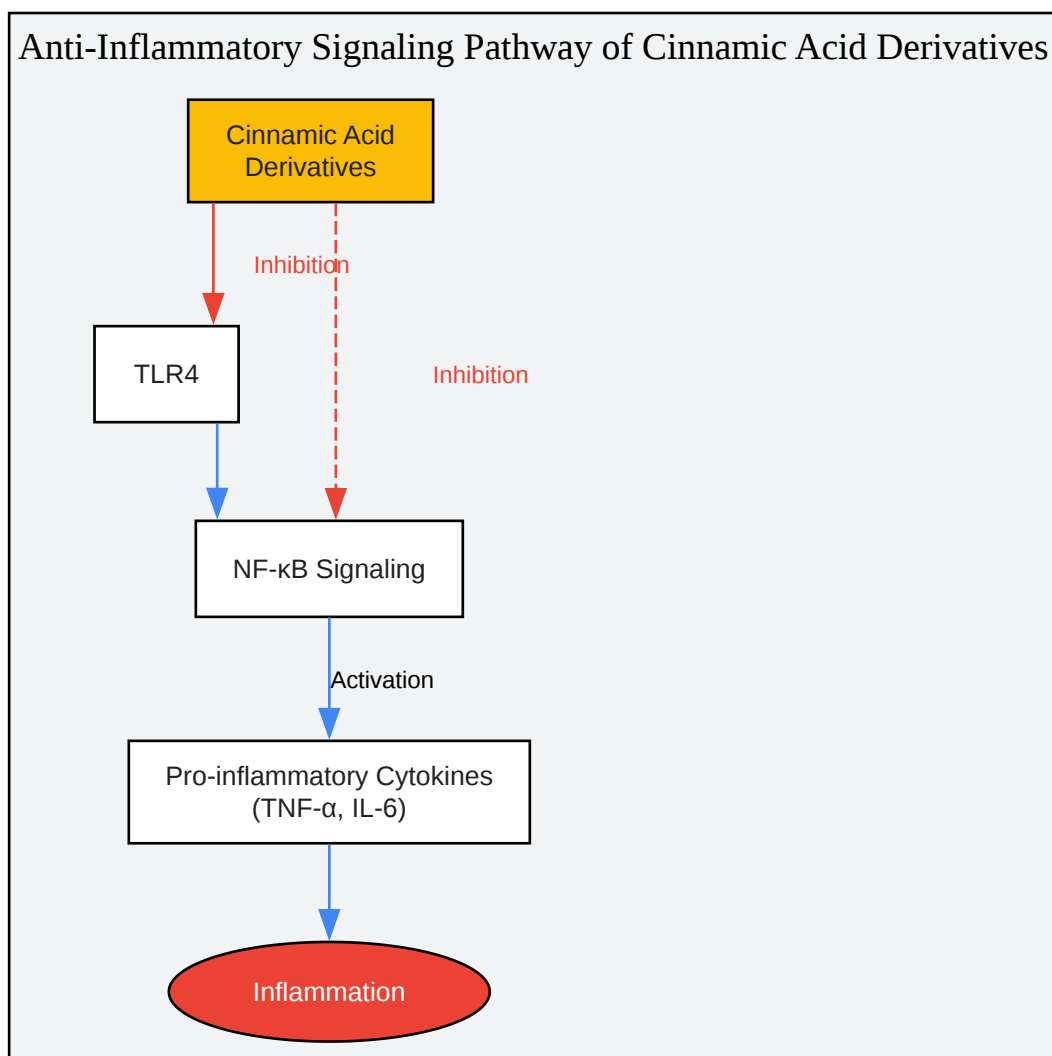 Anti-Inflammatory Signaling Pathway of Cinnamic Acid Derivatives
Cinnamic Acid
Derivatives
Inhibition
TLR4
Inhibition
NF-κB Signaling
Activation
Pro-inflammatory Cytokines
(TNF-α, IL-6)
Inflammation